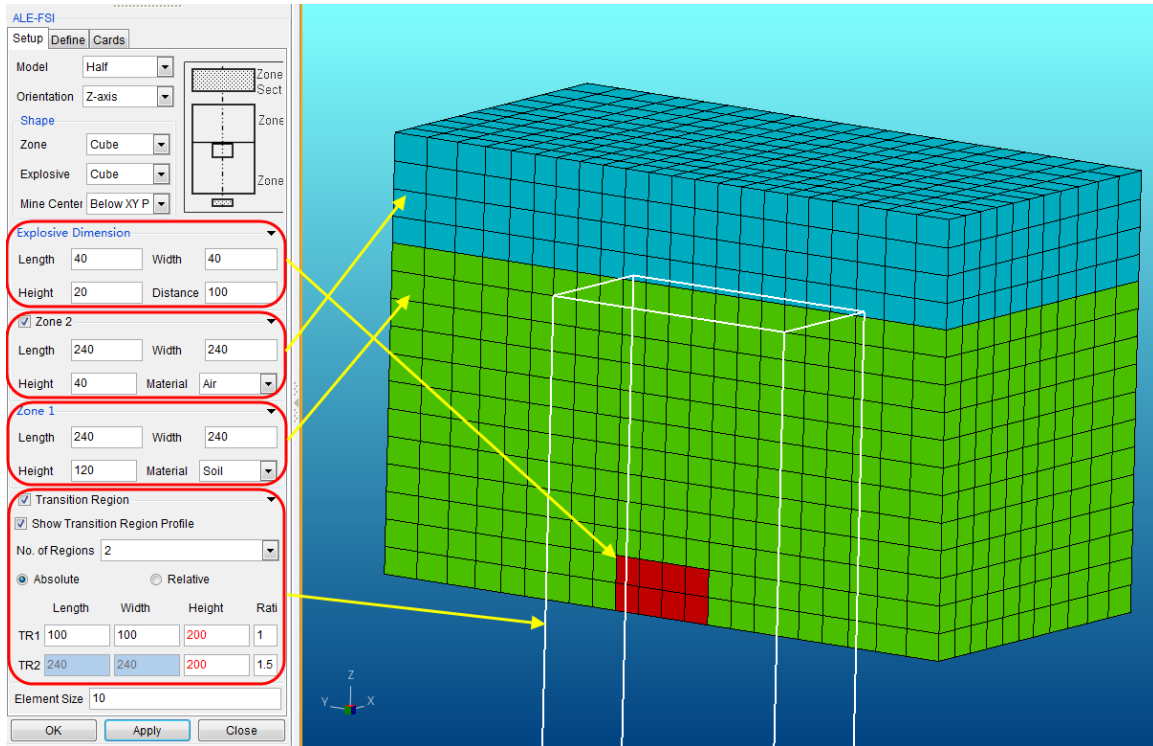 ALE-FSI
Setup Define Cards
Model Half
Zone
Sect
Orientation Z-axis
Shape
Zone
Zone Cube
Explosive Cube
Zone
Mine Center Below XY P
Explosive Dimension
Length 40 Width 40
Height 20 Distance 100
Zone 2
Length 240 Width 240
Height 40 Material Air
Zone 1
Length 240 Width 240
Height 120 Material Soil
Transition Region
Show Transition Region Profile
No. of Regions 2
Absolute Relative
Length Width Height Rati
TR1 100 100 200 1
TR2 240 240 200 1.5
Element Size 10
OK Apply Close
Z
Y X